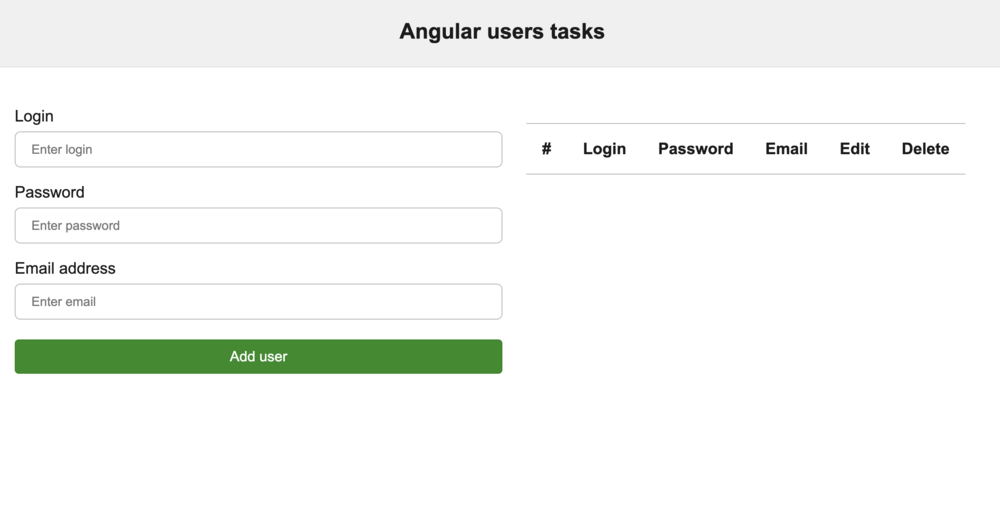 Angular users tasks
Login
Enter login
Password
Enter password
Email address
Enter email
Add user
# Login Password Email Edit Delete